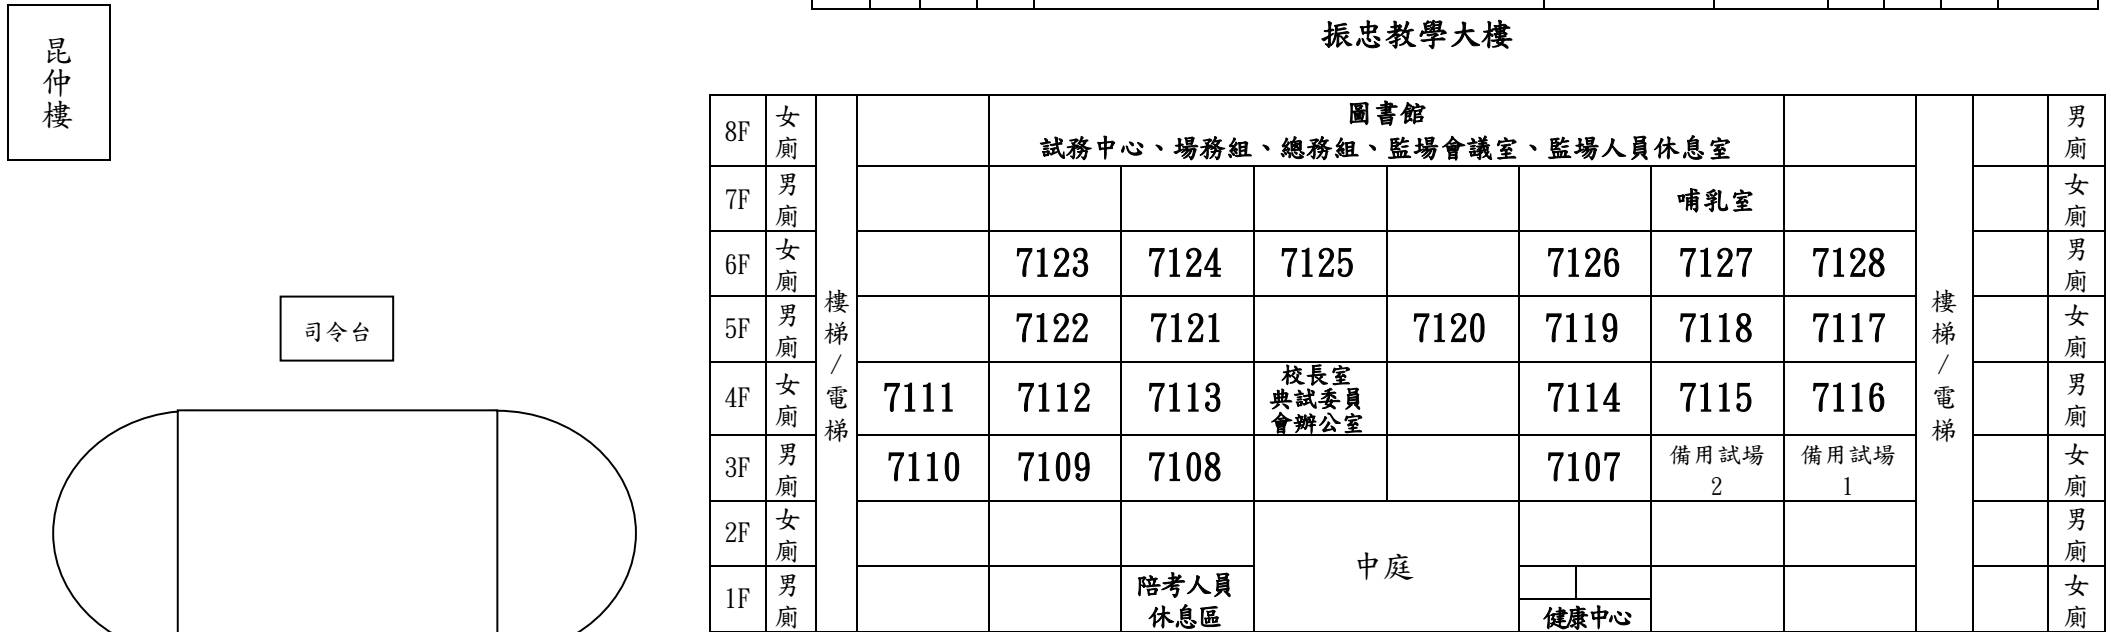 昆仲樓
振忠教學大樓
8F 女廁 圖書館 男廁
試務中心、場務組、總務組、監場會議室、監場人員休息室
7F 男廁 哺乳室 女廁
6F 女廁 7123 7124 7125 7126 7127 7128 男廁
樓梯/電梯
樓梯/電梯
司令台
5F 男廁 7122 7121 7120 7119 7118 7117 女廁
4F 女廁 7111 7112 7113 校長室 7114 7115 7116 男廁
典試委員
會辦公室
3F 男廁 7110 7109 7108 7107 備用試場 備用試場 女廁
2 1
2F 女廁 男廁
中庭
1F 男廁 陪考人員 女廁
休息區 健康中心